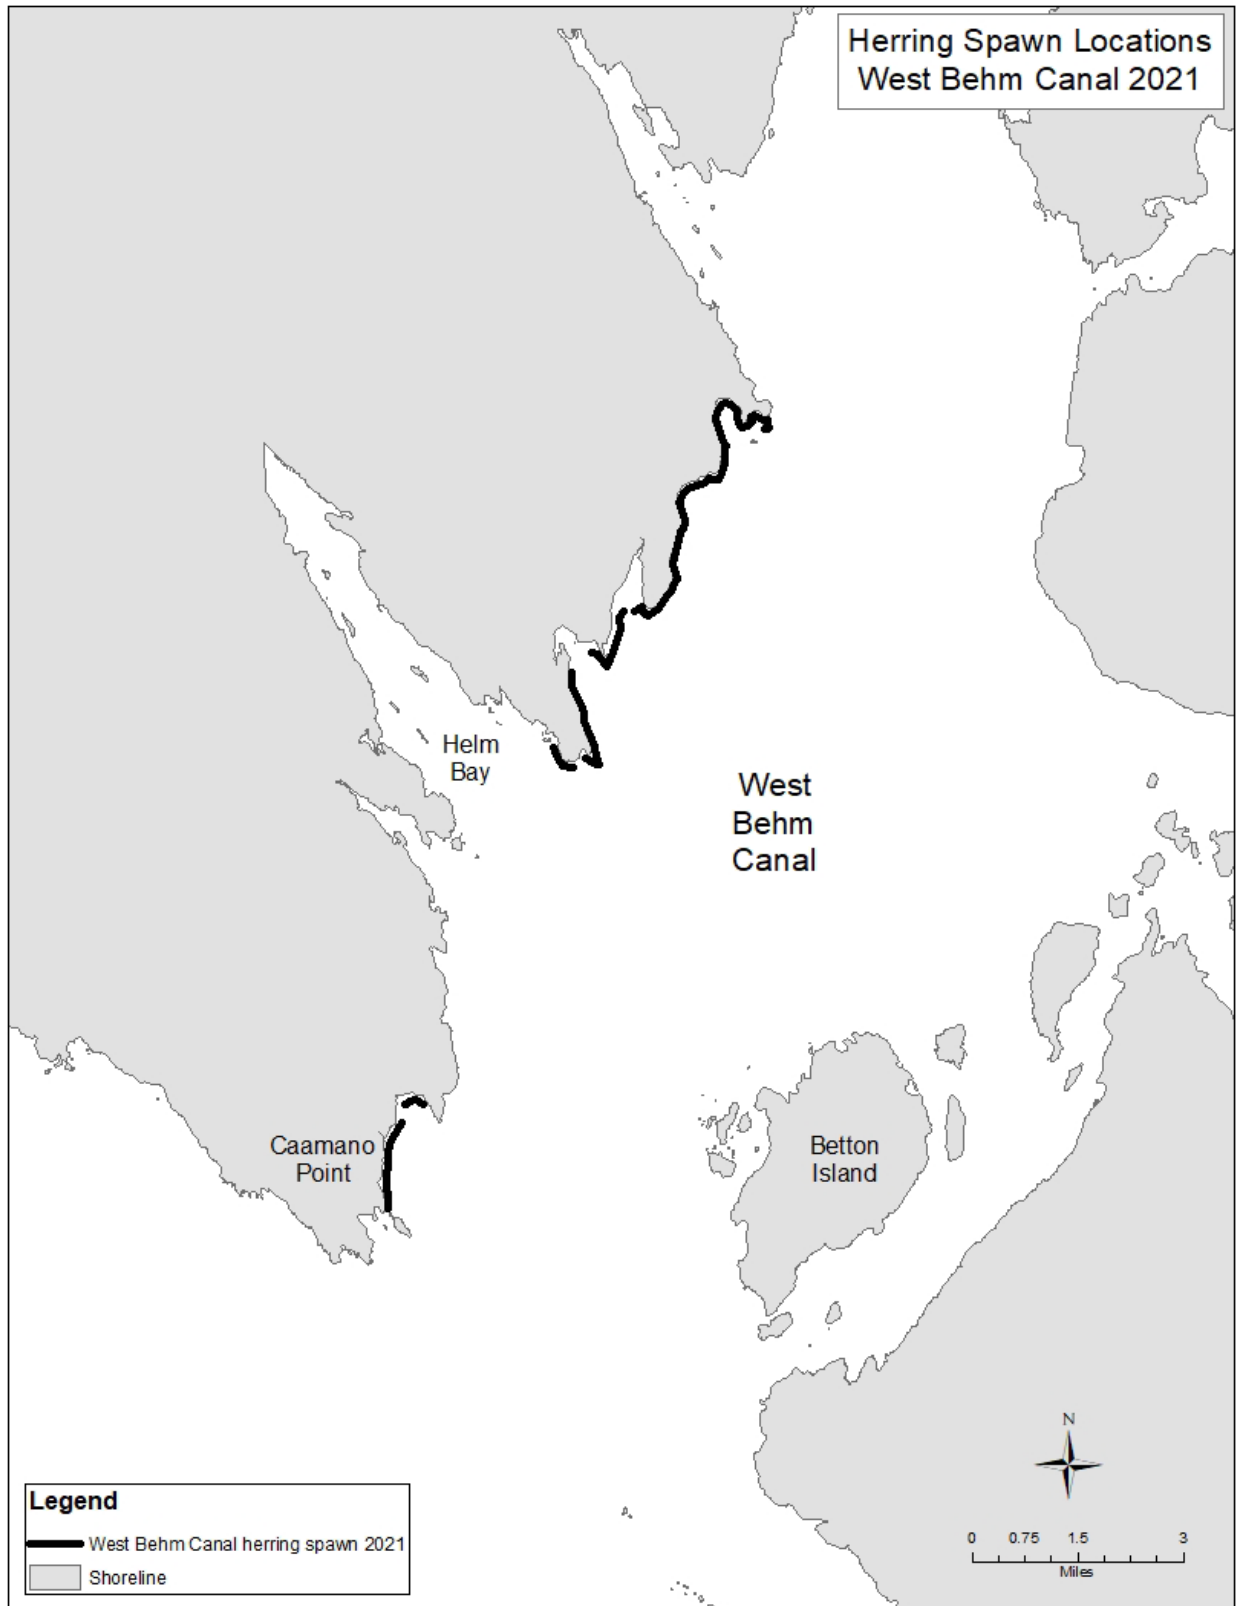 Herring Spawn Locations
West Behm Canal 2021
Helm
Bay
West
Behm
Canal
Caamano
Point
Betton
Island
N
Legend
West Behm Canal herring spawn 2021
Shoreline
0 0.75 1.5 3
Miles